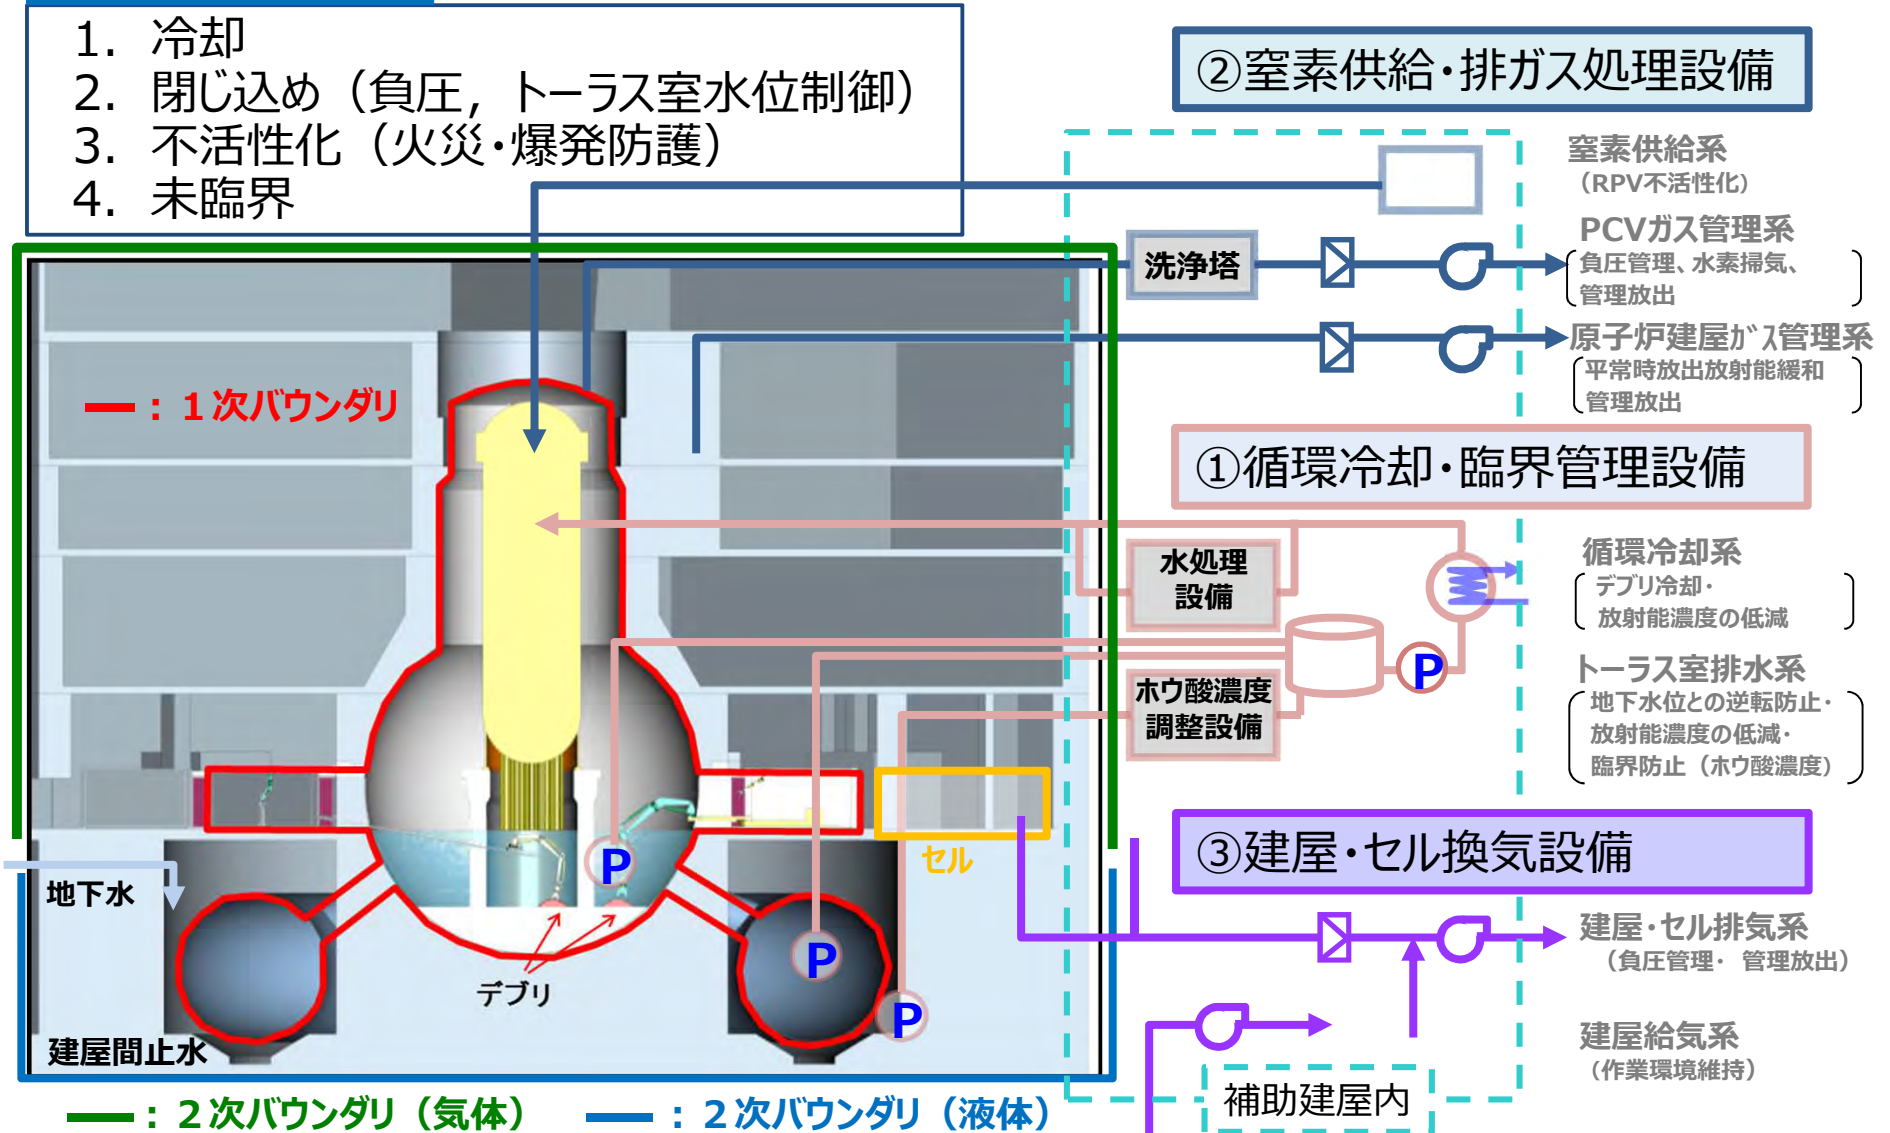 1. 冷却
2. 閉じ込め（負圧，トーラス室水位制御）
3. 不活性化（火災・爆発防護）
4. 未臨界
②窒素供給・排ガス処理設備
窒素供給系
（RPV不活性化）
PCVガス管理系
負圧管理、水素掃気、
管理放出
洗浄塔
原子炉建屋ｶﾞｽ管理系
平常時放出放射能緩和
管理放出
：１次バウンダリ
①循環冷却・臨界管理設備
水処理
設備
循環冷却系
デブリ冷却・
放射能濃度の低減
P
ホウ酸濃度
調整設備
トーラス室排水系
地下水位との逆転防止・
放射能濃度の低減・
臨界防止（ホウ酸濃度）
③建屋・セル換気設備
セル
P
地下水
P
デブリ
P
建屋・セル排気系
（負圧管理・ 管理放出）
建屋間止水
建屋給気系
（作業環境維持）
補助建屋内
：２次バウンダリ（気体）
：２次バウンダリ（液体）